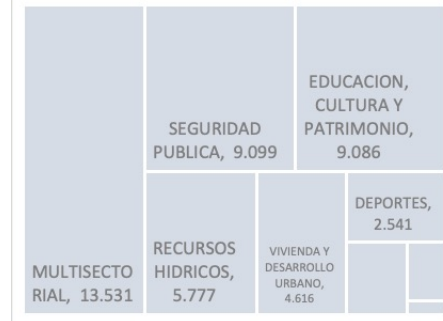 MULTISECTO
RIAL, 13.531
SEGURIDAD
PUBLICA, 9.099
EDUCACION,
CULTURA Y
PATRIMONIO,
9.086
RECURSOS
HIDRICOS,
5.777
VIVIENDA Y
DESARROLLO
URBANO,
4.616
DEPORTES,
2.541